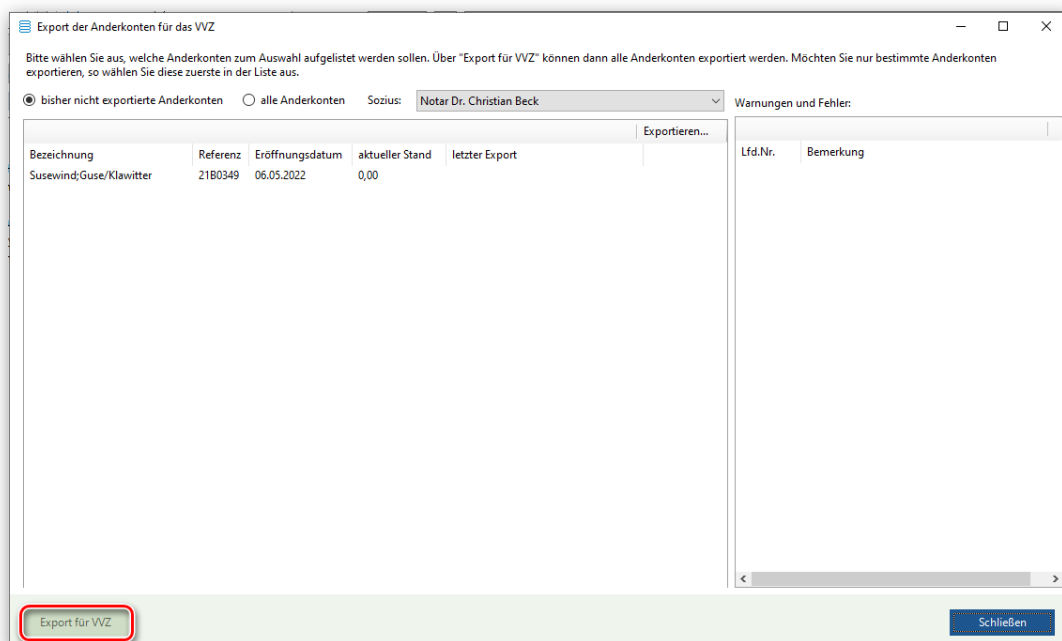 Export der Anderkonten für das VVZ
Bitte wählen Sie aus, welche Anderkonten zum Auswahl aufgelistet werden sollen. Über "Export für VVZ" können dann alle Anderkonten exportiert werden. Möchten Sie nur bestimmte Anderkonten
exportieren, so wählen Sie diese zuerste in der Liste aus.
bisher nicht exportierte Anderkonten alle Anderkonten Sozius: Notar Dr. Christian Beck Warnungen und Fehler:
Exportieren...
Bezeichnung Referenz Eröffnungsdatum aktueller Stand letzter Export Lfd.Nr. Bemerkung
Susewind;Guse/Klawitter 21B0349 06.05.2022 0,00
Export für VVZ Schließen